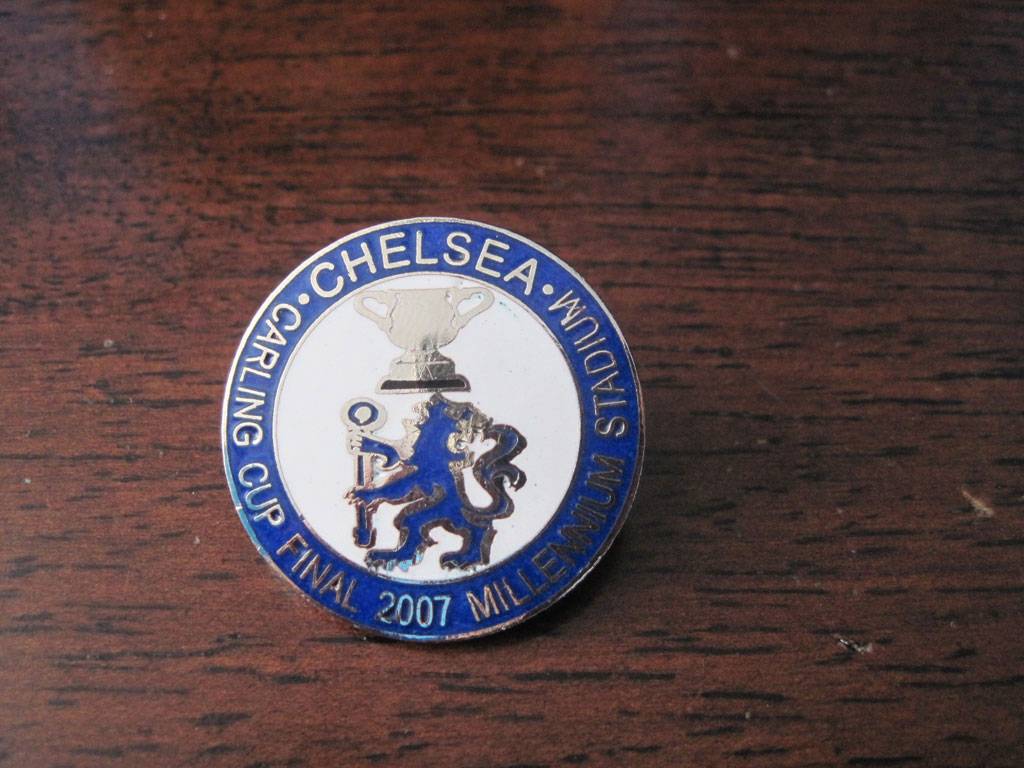 •CHELSEA•
CARLING CUP FINAL 2007 MILLENNIUM STADIUM